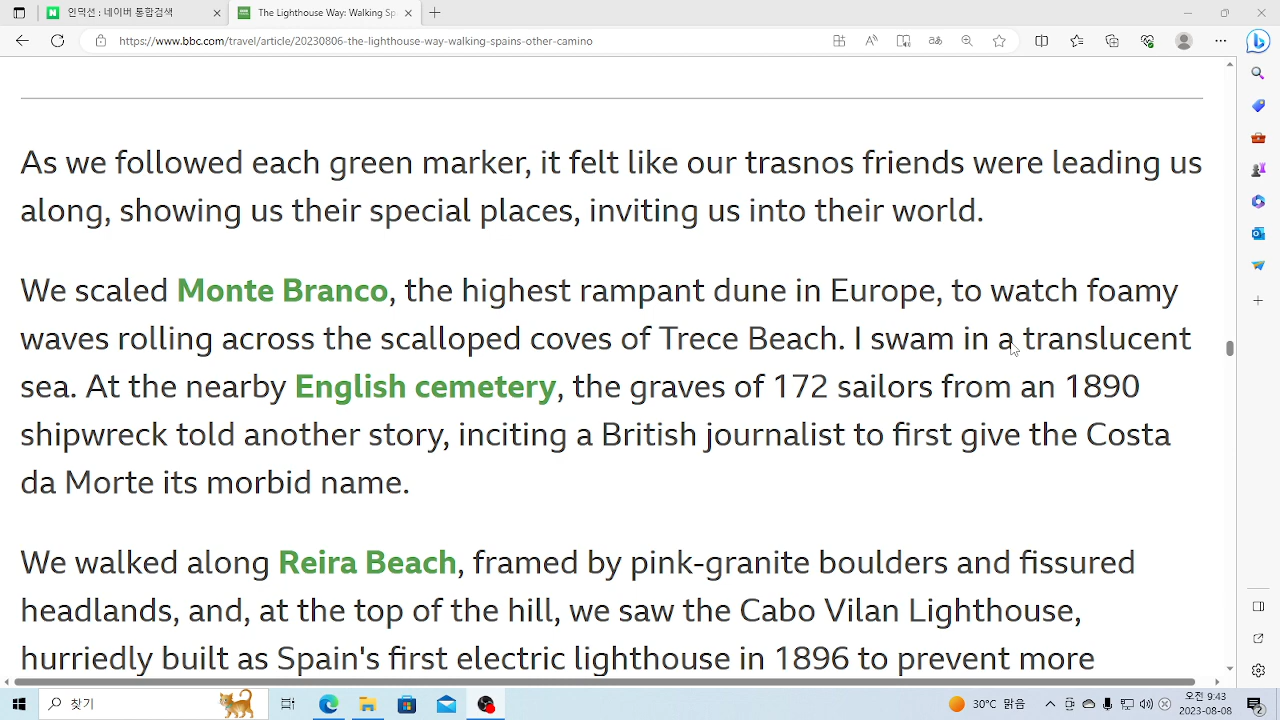 인덕션 : 네이버 통합검색
The Lighthouse Way: Walking Sp
https://www.bbc.com/travel/article/20230806-the-lighthouse-way-walking-spains-other-camino
As we followed each green marker, it felt like our trasnos friends were leading us
along, showing us their special places, inviting us into their world.
We scaled Monte Branco, the highest rampant dune in Europe, to watch foamy
waves rolling across the scalloped coves of Trece Beach. I swam in a translucent
sea. At the nearby English cemetery, the graves of 172 sailors from an 1890
shipwreck told another story, inciting a British journalist to first give the Costa
da Morte its morbid name.
We walked along Reira Beach, framed by pink-granite boulders and fissured
headlands, and, at the top of the hill, we saw the Cabo Vilan Lighthouse,
hurriedly built as Spain's first electric lighthouse in 1896 to prevent more
찾기
30°C 맑음
오전 9:43
2023-08-08
2